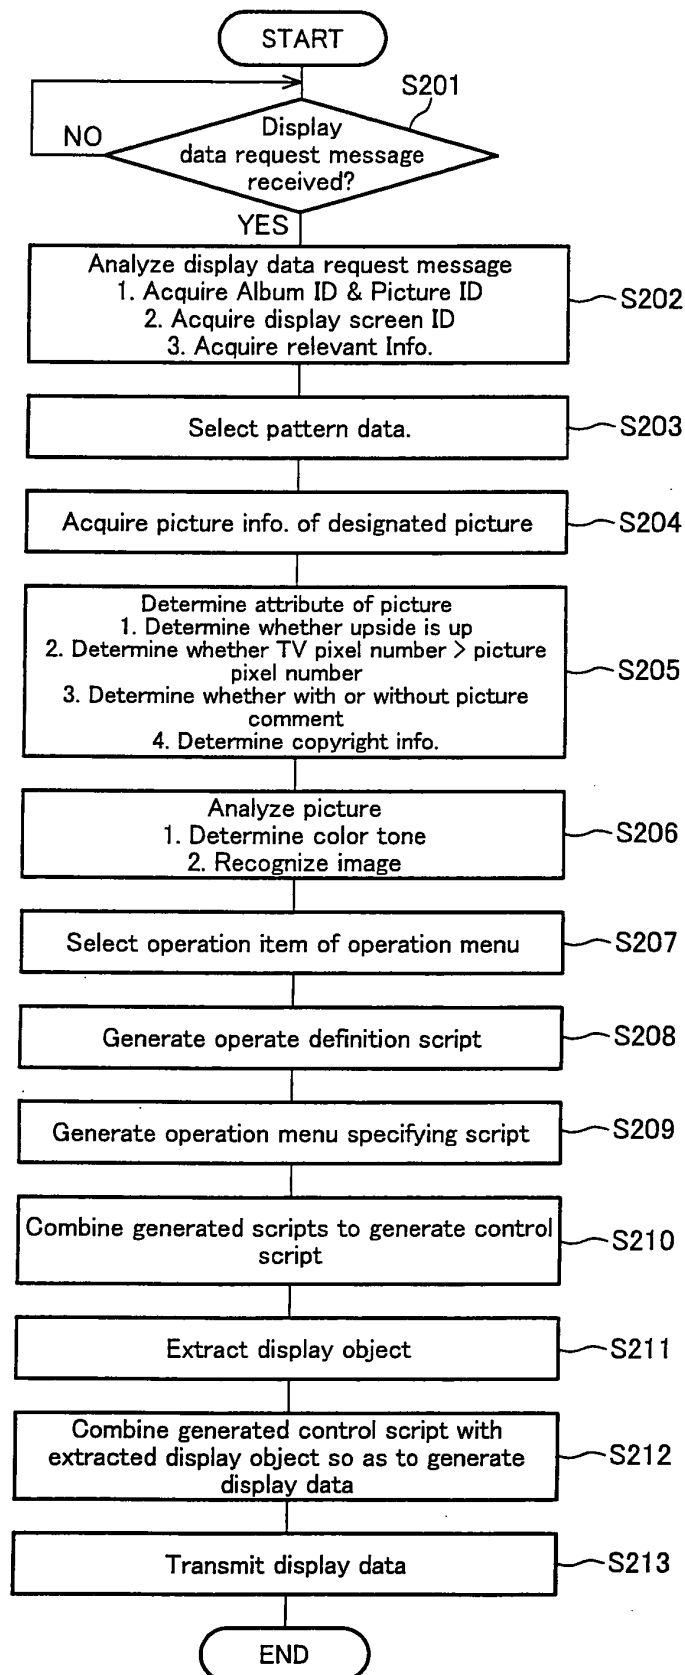 START
S201
Display
data request message
received?
NO
YES
Analyze display data request message
1. Acquire Album ID & Picture ID
2. Acquire display screen ID
3. Acquire relevant Info.
S202
Select pattern data.
S203
Acquire picture info. of designated picture
S204
Determine attribute of picture
1. Determine whether upside is up
2. Determine whether TV pixel number > picture
pixel number
3. Determine whether with or without picture
comment
4. Determine copyright info.
S205
Analyze picture
1. Determine color tone
2. Recognize image
S206
Select operation item of operation menu
S207
Generate operate definition script
S208
Generate operation menu specifying script
S209
Combine generated scripts to generate control
script
S210
Extract display object
S211
Combine generated control script with
extracted display object so as to generate
display data
S212
Transmit display data
S213
END